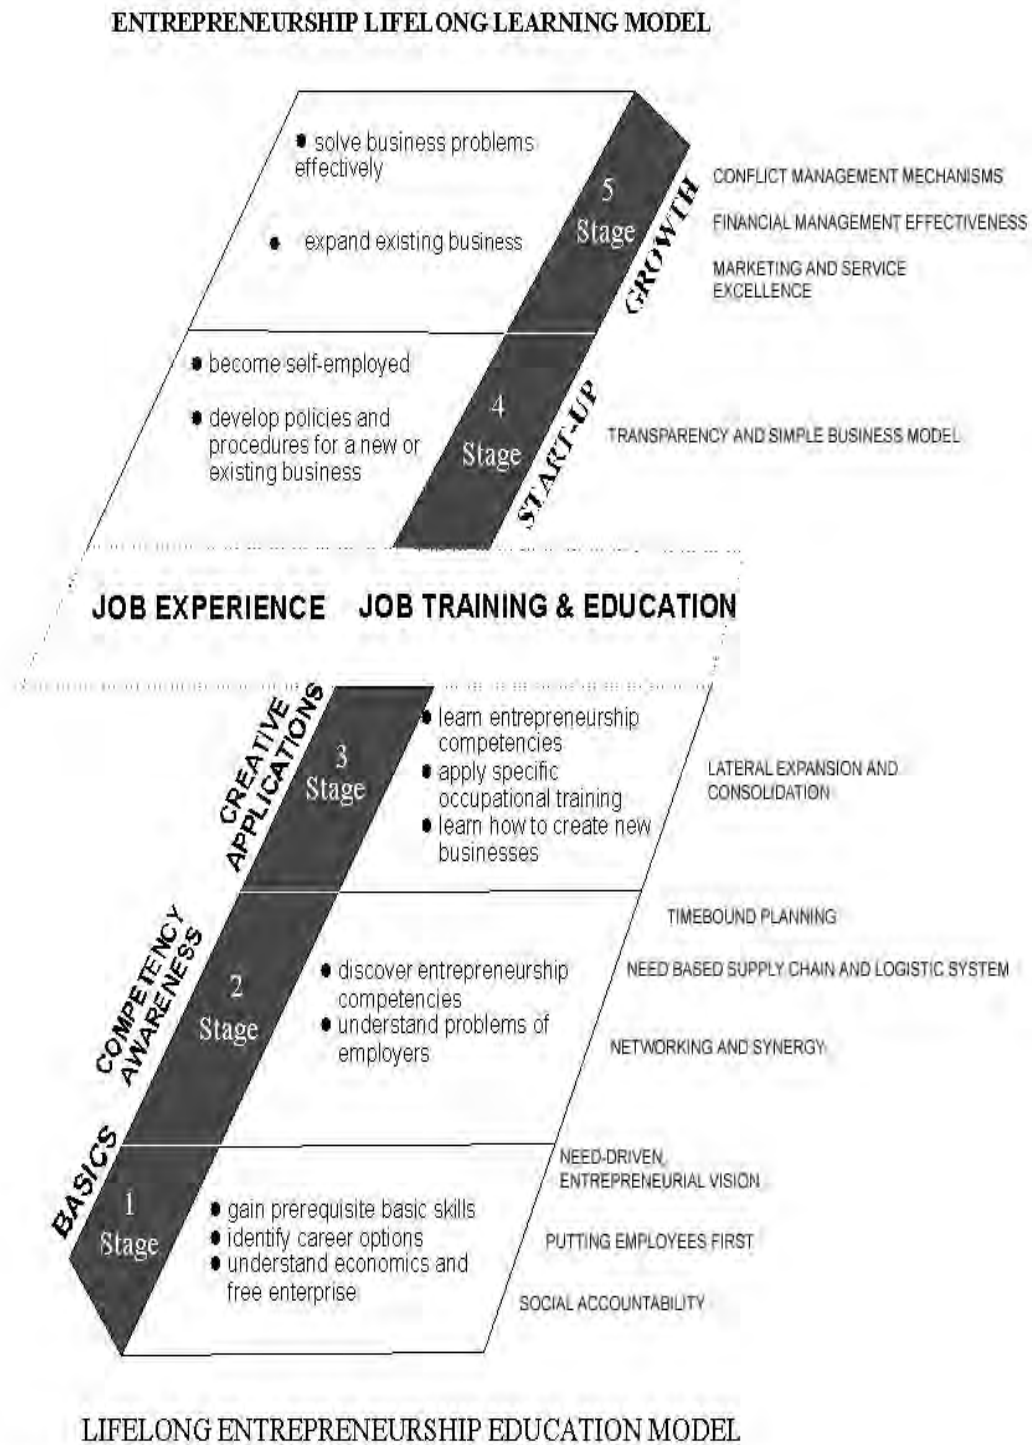 ENTREPRENEURSHIP LIFELONG LEARNING MODEL
● solve business problems
effectively
● expand existing business
5
Stage
GROWTH
CONFLICT MANAGEMENT MECHANISMS
FINANCIAL MANAGEMENT EFFECTIVENESS
MARKETING AND SERVICE
EXCELLENCE
● become self-employed
● develop policies and
procedures for a new or
existing business
4
Stage
START-UP
TRANSPARENCY AND SIMPLE BUSINESS MODEL
JOB EXPERIENCE
JOB TRAINING & EDUCATION
CREATIVE
APPLICATIONS
3
Stage
● learn entrepreneurship
competencies
● apply specific
occupational training
● learn how to create new
businesses
LATERAL EXPANSION AND
CONSOLIDATION
COMPETENCY
AWARENESS
2
Stage
● discover entrepreneurship
competencies
● understand problems of
employers
TIMEBOUND PLANNING
NEED BASED SUPPLY CHAIN AND LOGISTIC SYSTEM
NETWORKING AND SYNERGY
BASICS
1
Stage
● gain prerequisite basic skills
● identify career options
● understand economics and
free enterprise
NEED-DRIVEN,
ENTREPRENEURIAL VISION
PUTTING EMPLOYEES FIRST
SOCIAL ACCOUNTABILITY
LIFELONG ENTREPRENEURSHIP EDUCATION MODEL